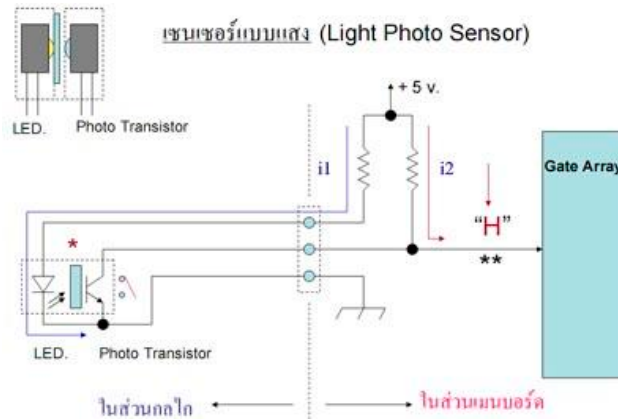 เซนเซอร์แบบแสง (Light Photo Sensor)
LED. Photo Transistor
+ 5 v.
i1 i2
Gate Array
"H"
*
**
LED. Photo Transistor
ในส่วนกลไก ในส่วนเมนบอร์ด